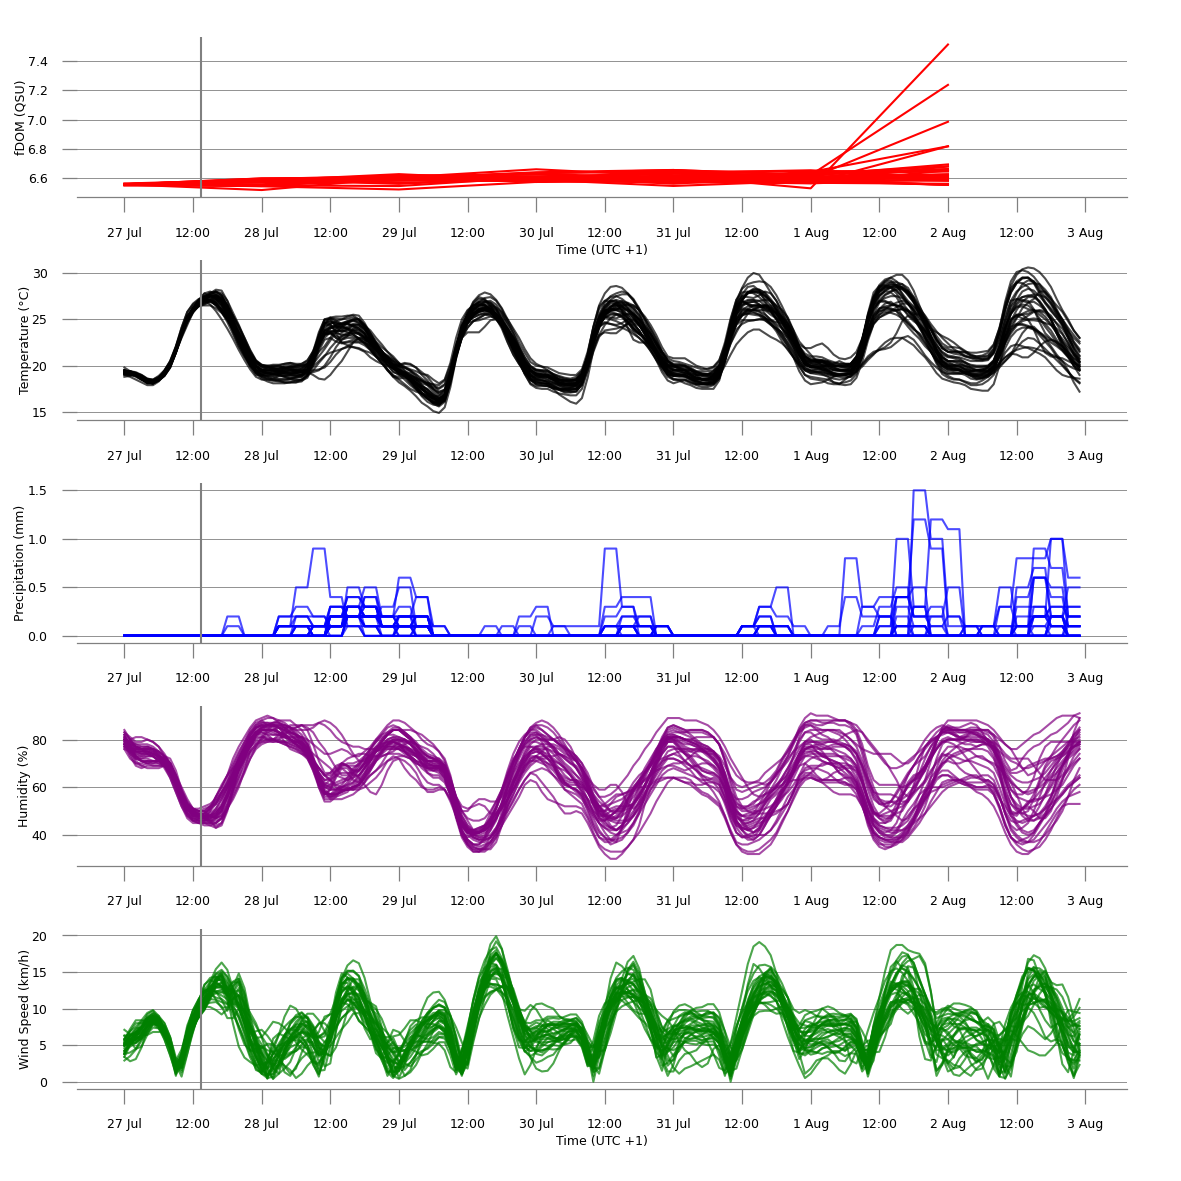 fDOM (QSU)
7.4
7.2
7.0
6.8
6.6
27 Jul 12:00 28 Jul 12:00 29 Jul 12:00 30 Jul 12:00 31 Jul 12:00 1 Aug 12:00 2 Aug 12:00 3 Aug
Time (UTC +1)
Temperature (°C)
30
25
20
15
27 Jul 12:00 28 Jul 12:00 29 Jul 12:00 30 Jul 12:00 31 Jul 12:00 1 Aug 12:00 2 Aug 12:00 3 Aug
Precipitation (mm)
1.5
1.0
0.5
0.0
27 Jul 12:00 28 Jul 12:00 29 Jul 12:00 30 Jul 12:00 31 Jul 12:00 1 Aug 12:00 2 Aug 12:00 3 Aug
Humidity (%)
80
60
40
27 Jul 12:00 28 Jul 12:00 29 Jul 12:00 30 Jul 12:00 31 Jul 12:00 1 Aug 12:00 2 Aug 12:00 3 Aug
Wind Speed (km/h)
20
15
10
5
0
27 Jul 12:00 28 Jul 12:00 29 Jul 12:00 30 Jul 12:00 31 Jul 12:00 1 Aug 12:00 2 Aug 12:00 3 Aug
Time (UTC +1)